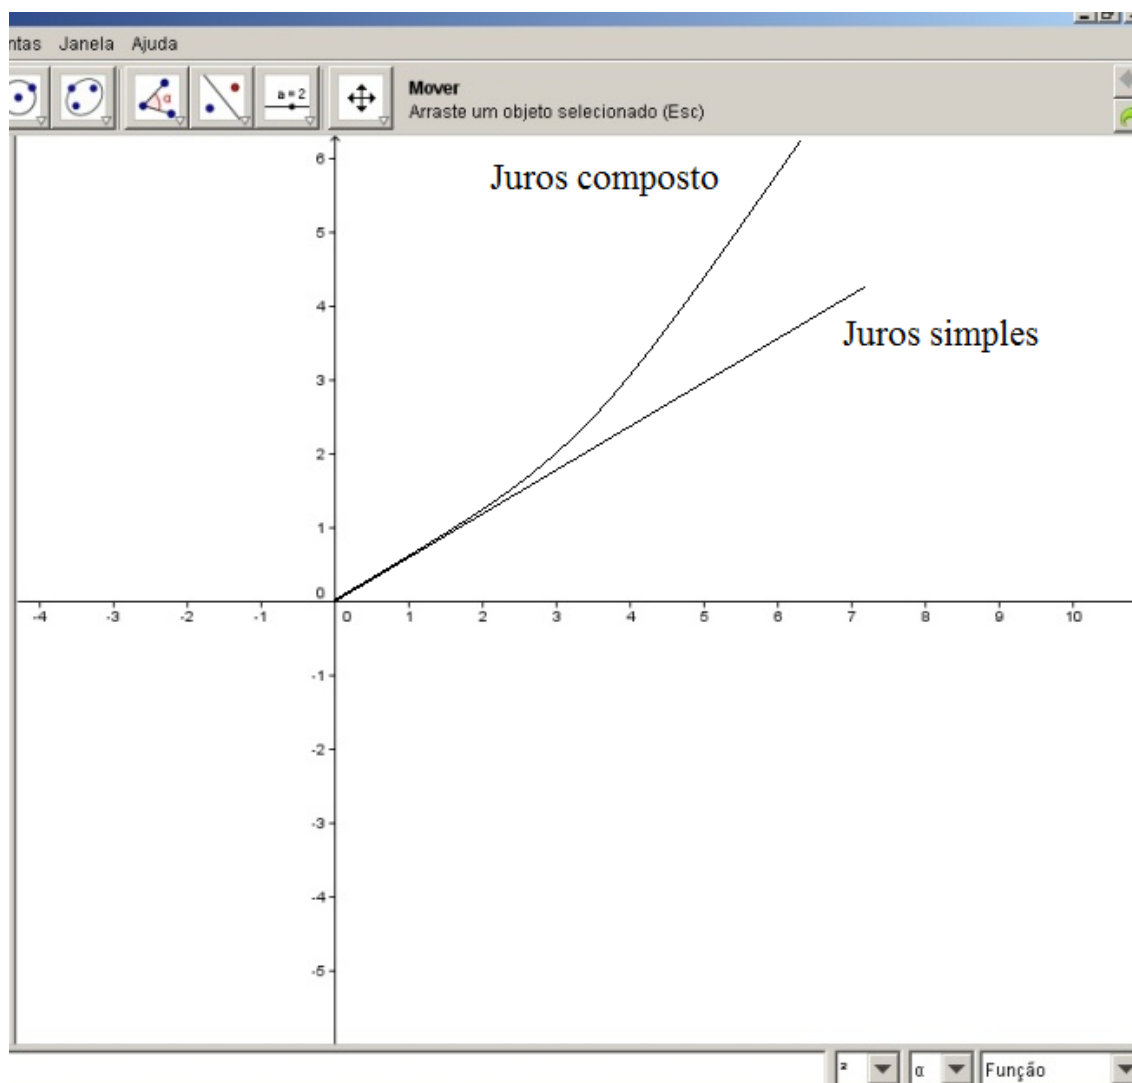 ntas Janela Ajuda
a = 2
α
Mover
Arraste um objeto selecionado (Esc)
6
Juros composto
5
4
Juros simples
3
2
1
0
-4 -3 -2 -1 0 1 2 3 4 5 6 7 8 9 10
-1
-2
-3
-4
-5
² α Função